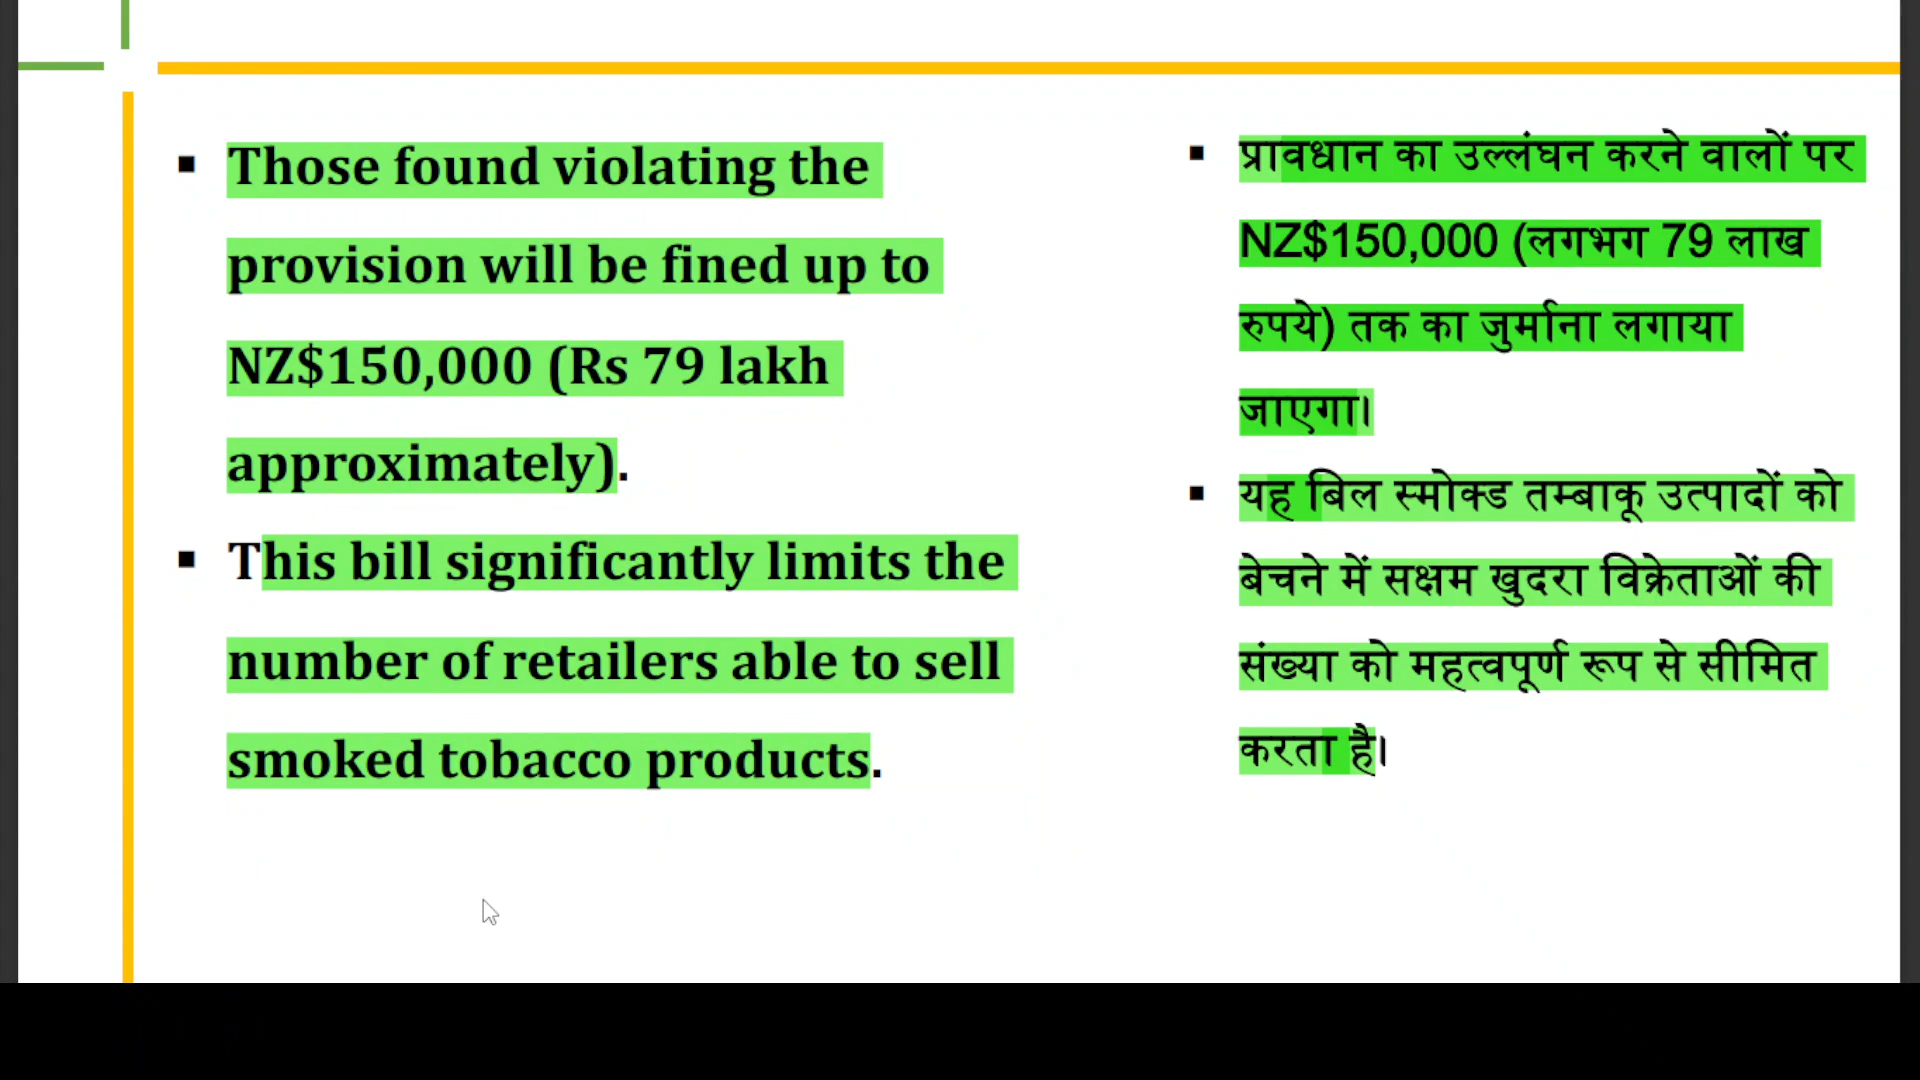 Those found violating the
provision will be fined up to
NZ$150,000 (Rs 79 lakh
approximately).
This bill significantly limits the
number of retailers able to sell
smoked tobacco products.
प्रावधान का उल्लंघन करने वालों पर
NZ$150,000 (लगभग 79 लाख
रुपये) तक का जुर्माना लगाया
जाएगा।
यह बिल स्मोक्ड तम्बाकू उत्पादों को
बेचने में सक्षम खुदरा विक्रेताओं की
संख्या को महत्वपूर्ण रूप से सीमित
करता है।